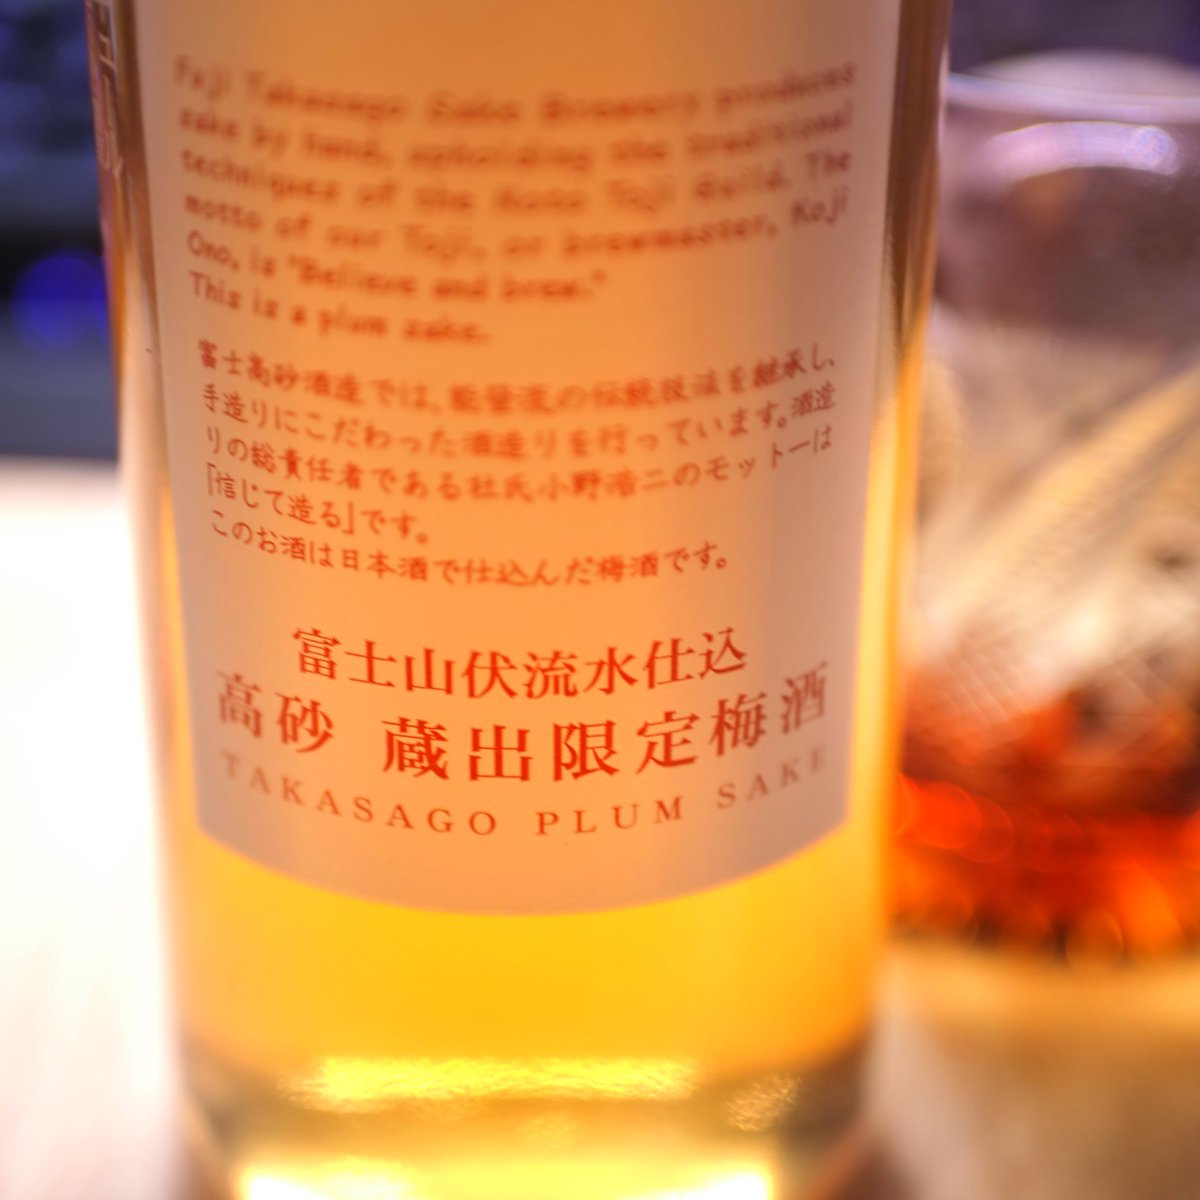 Fuji Takasago Sake Brewery produces
sake by hand, upholding the traditional
techniques of the Noto Toji Guild. The
motto of our Toji, or brewmaster, Koji
Ono, is "Believe and brew."
This is a plum sake.
富士高砂酒造では、能登流の伝統技法を継承し、
手造りにこだわった酒造りを行っています。酒造
りの総責任者である杜氏小野浩二のモットーは
「信じて造る」です。
このお酒は日本酒で仕込んだ梅酒です。
富士山伏流水仕込
高砂 蔵出限定梅酒
TAKASAGO PLUM SAKE